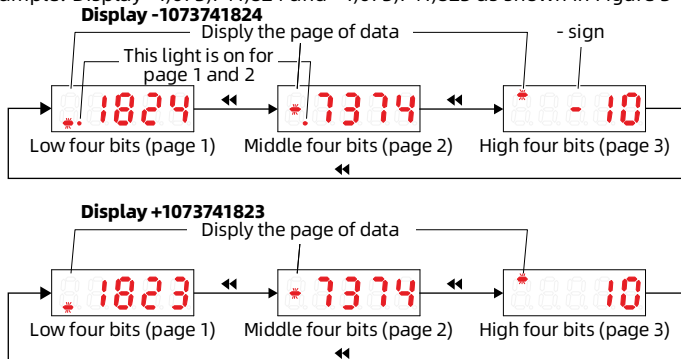 Display -1073741824
Disply the page of data
- sign
This light is on for
page 1 and 2
.1824
.7374
-10
Low four bits (page 1)
Middle four bits (page 2)
High four bits (page 3)
Display +1073741823
Disply the page of data
1823
7374
10
Low four bits (page 1)
Middle four bits (page 2)
High four bits (page 3)